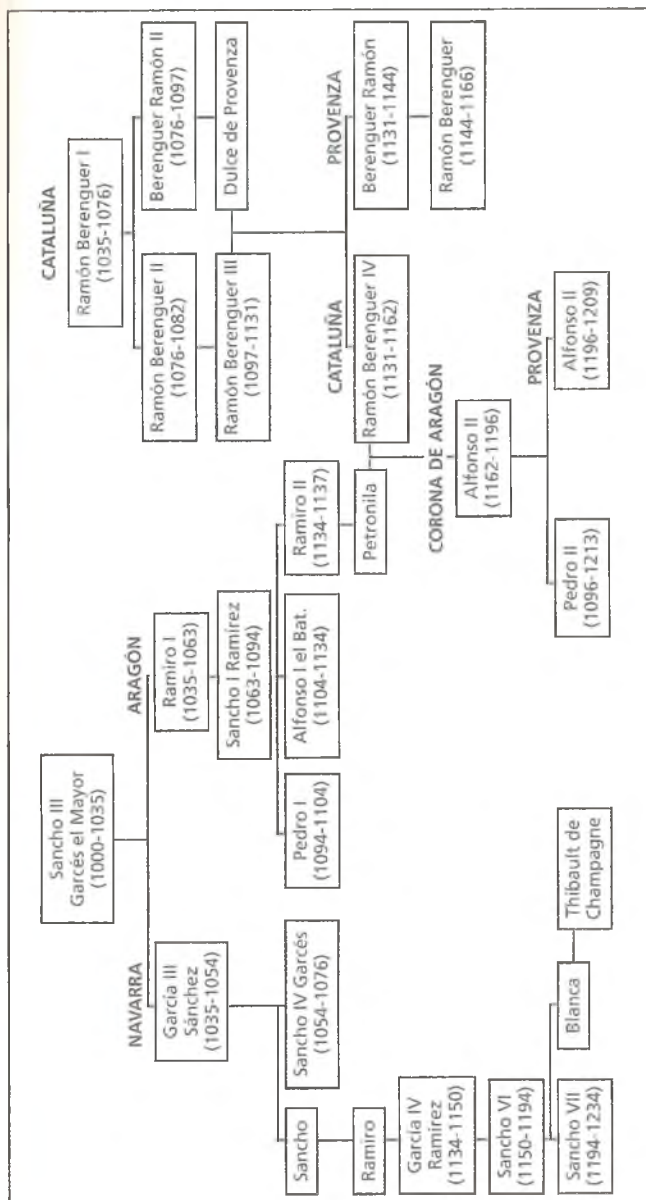 Sancho III
Garcés el Mayor
(1000-1035)
NAVARRA
García III
Sánchez
(1035-1054)
Sancho
Sancho IV Garcés
(1054-1076)
Ramiro
García IV
Ramírez
(1134-1150)
Sancho VI
(1150-1194)
Sancho VII
(1194-1234)
Blanca
Thibault de
Champagne
ARAGÓN
Ramiro I
(1035-1063)
Sancho I Ramírez
(1063-1094)
Pedro I
(1094-1104)
Alfonso I el Bat.
(1104-1134)
Ramiro II
(1134-1137)
Petronila
CATALUÑA
Ramón Berenguer I
(1035-1076)
Ramón Berenguer II
(1076-1082)
Berenguer Ramón II
(1076-1097)
Ramón Berenguer III
(1097-1131)
Dulce de Provenza
CATALUÑA
Ramón Berenguer IV
(1131-1162)
PROVENZA
Berenguer Ramón
(1131-1144)
Ramón Berenguer
(1144-1166)
CORONA DE ARAGÓN
Alfonso II
(1162-1196)
Pedro II
(1096-1213)
PROVENZA
Alfonso II
(1196-1209)